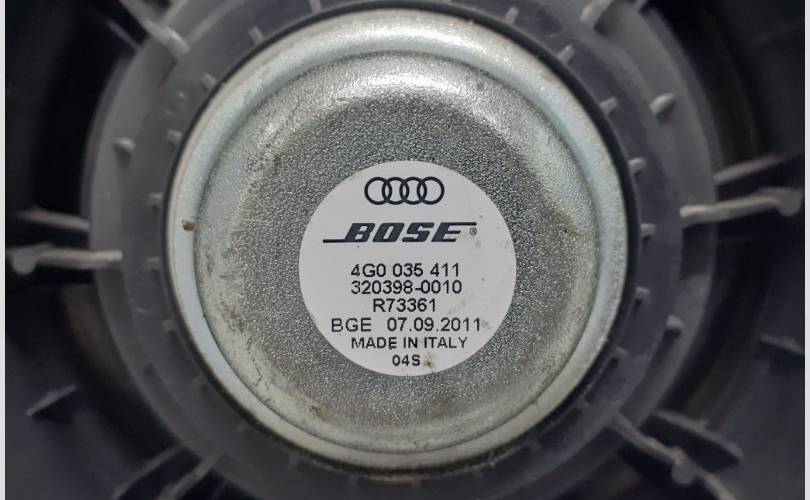 BOSE®
4G0 035 411
320398-0010
R73361
BGE 07.09.2011
MADE IN ITALY
04S